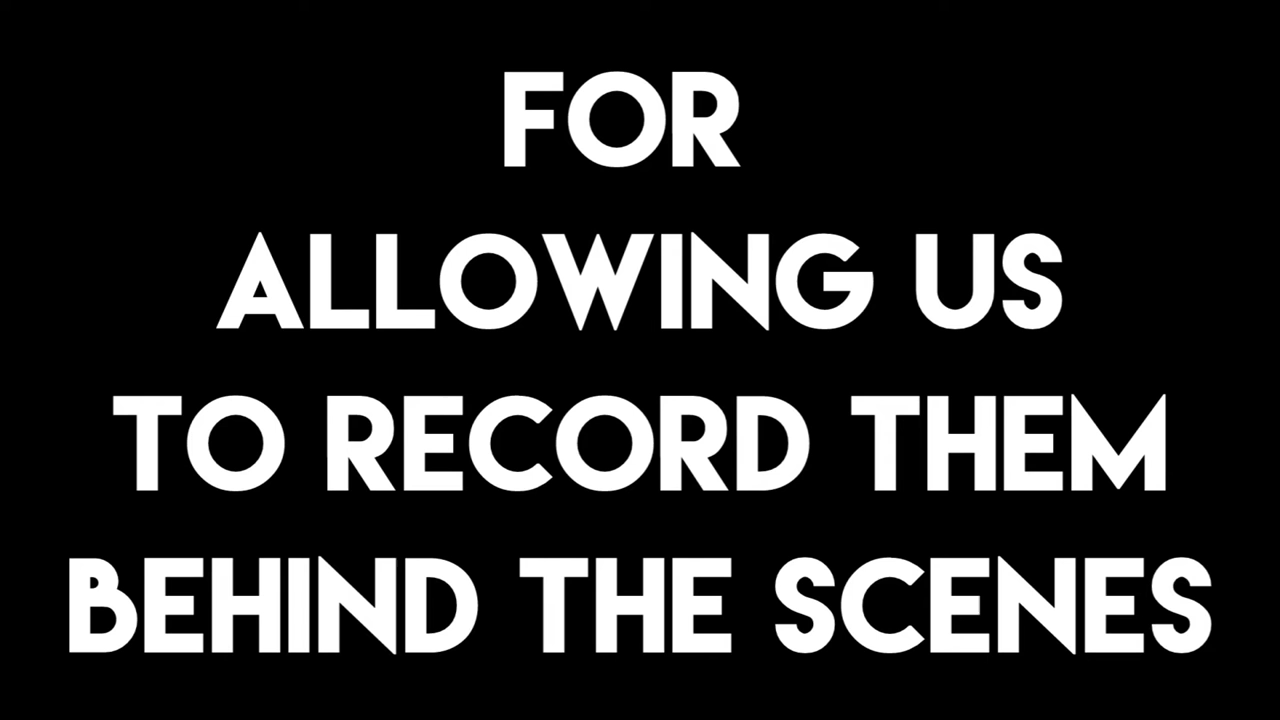 FOR
ALLOWING US
TO RECORD THEM
BEHIND THE SCENES